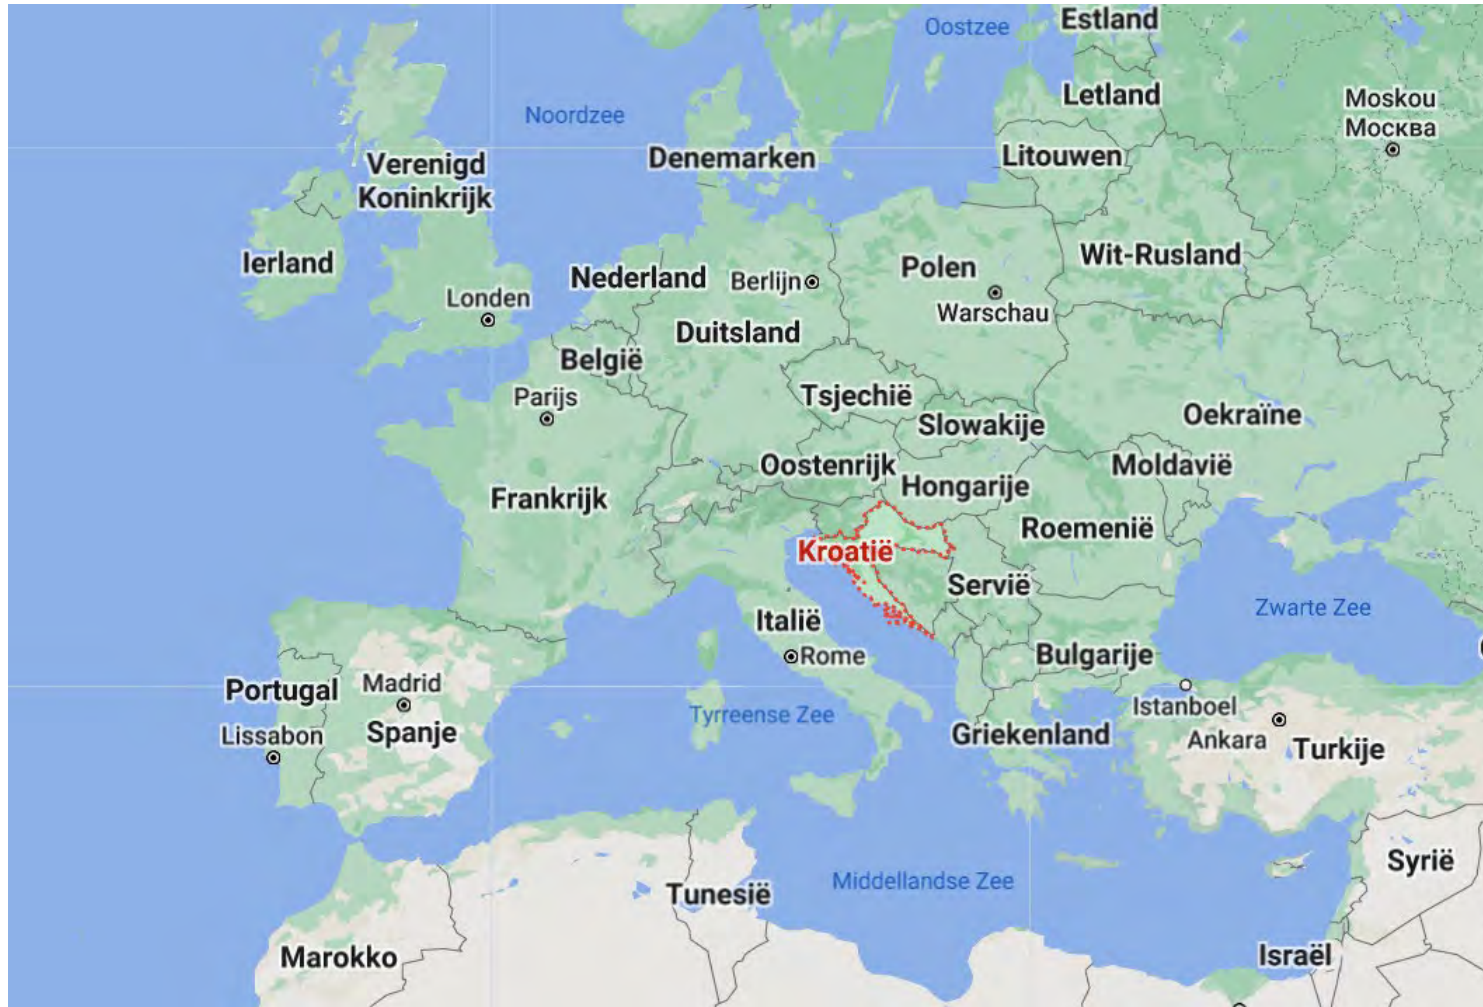 Estland
Oostzee
Letland
Moskou
Москва
Noordzee
Denemarken
Litouwen
Verenigd
Koninkrijk
Ierland
Nederland
Berlijn
Polen
Wit-Rusland
Londen
Warschau
Duitsland
België
Parijs
Tsjechië
Slowakije
Oekraïne
Oostenrijk
Moldavië
Hongarije
Frankrijk
Roemenië
Kroatië
Servië
Zwarte Zee
Italië
Rome
Bulgarije
Portugal
Madrid
Istanboel
Tyrreense Zee
Spanje
Lissabon
Griekenland
Ankara
Turkije
Syrië
Middellandse Zee
Tunesië
Marokko
Israël